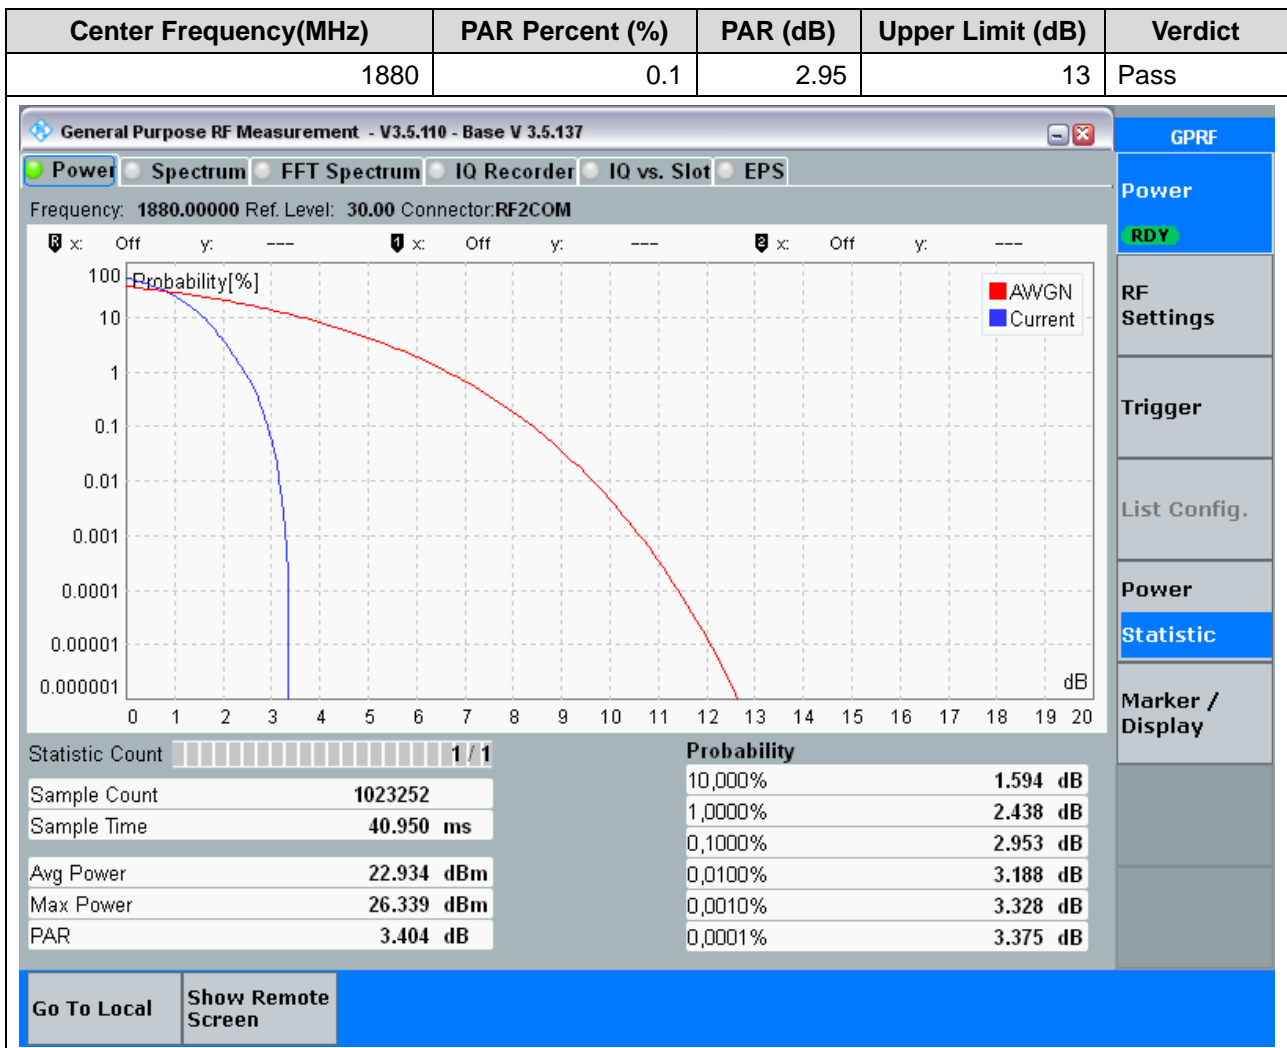 Center Frequency(MHz) PAR Percent (%) PAR (dB) Upper Limit (dB) Verdict
1880 0.1 2.95 13 Pass
General Purpose RF Measurement - V3.5.110 - Base V 3.5.137
GPRF
Power Spectrum FFT Spectrum IQ Recorder IQ vs. Slot EPS
Frequency: 1880.00000 Ref. Level: 30.00 Connector:RF2COM
R x: Off y: --- 1 x: Off y: --- 2 x: Off y: ---
Probability[%]
AWGN
Current
100
10
1
0.1
0.01
0.001
0.0001
0.00001
0.000001
dB
0 1 2 3 4 5 6 7 8 9 10 11 12 13 14 15 16 17 18 19 20
Statistic Count 1 / 1
Sample Count 1023252
Sample Time 40.950 ms
Avg Power 22.934 dBm
Max Power 26.339 dBm
PAR 3.404 dB
Probability
10,000% 1.594 dB
1,0000% 2.438 dB
0,1000% 2.953 dB
0,0100% 3.188 dB
0,0010% 3.328 dB
0,0001% 3.375 dB
Power
RDY
RF
Settings
Trigger
List Config.
Power
Statistic
Marker /
Display
Go To Local
Show Remote
Screen